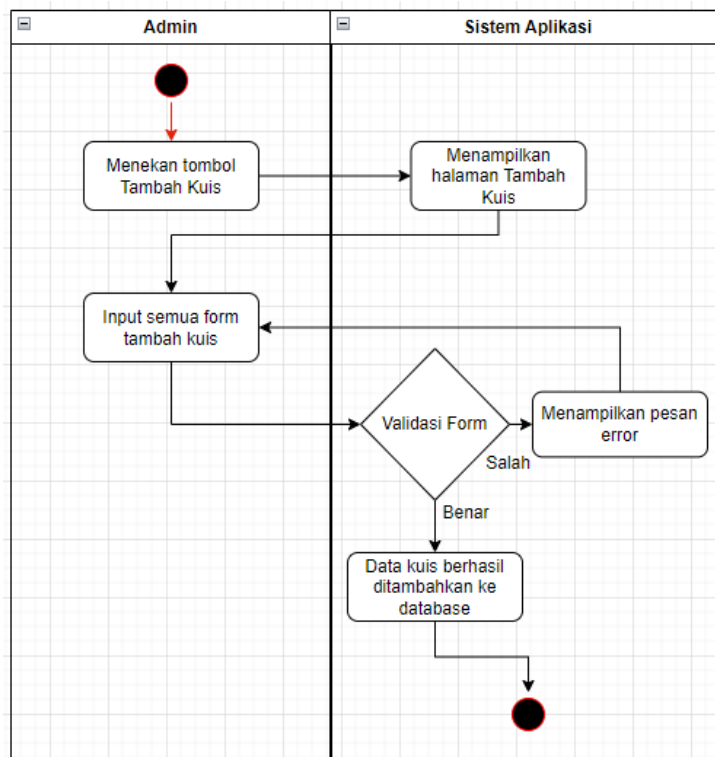 Admin
Sistem Aplikasi
Menekan tombol
Tambah Kuis
Menampilkan
halaman Tambah
Kuis
Input semua form
tambah kuis
Validasi Form
Menampilkan pesan
error
Salah
Benar
Data kuis berhasil
ditambahkan ke
database